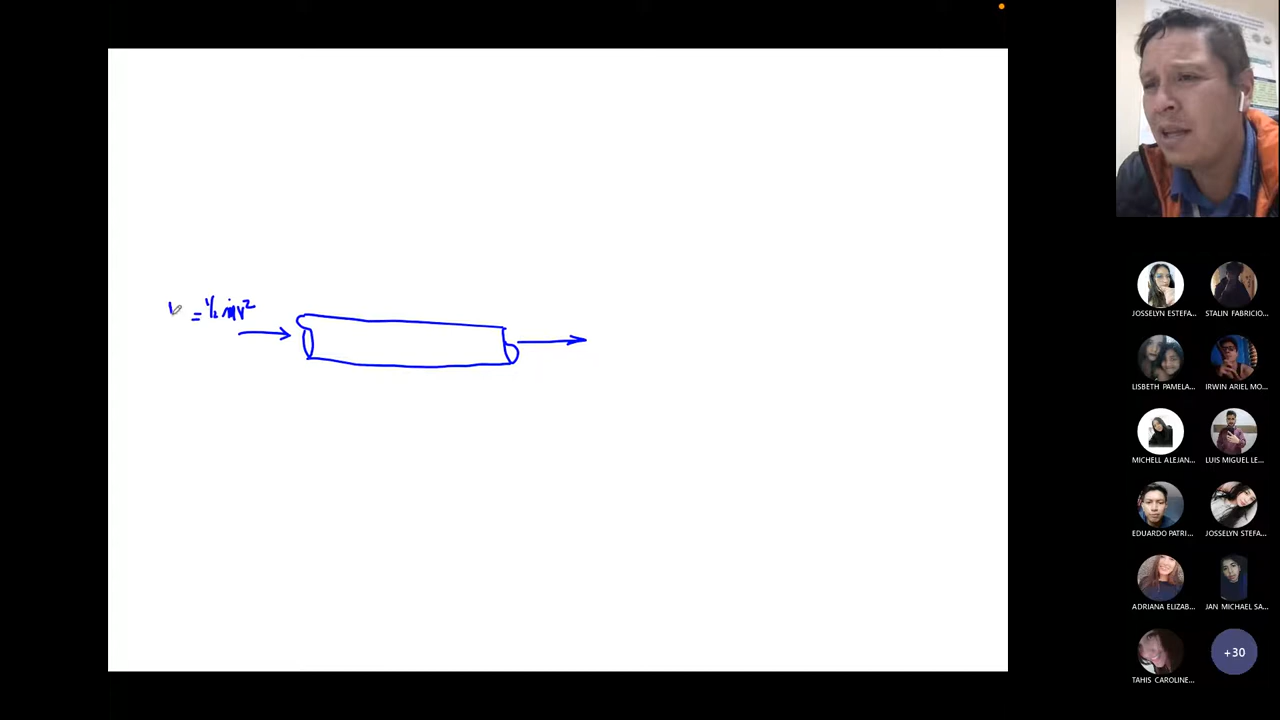 = ½ ṁv²
JOSSELYN ESTEFA...
STALIN FABRICIO...
LISBETH PAMELA...
IRWIN ARIEL MO...
MICHELL ALEJAN...
LUIS MIGUEL LE...
EDUARDO PATRI...
JOSSELYN STEFA...
ADRIANA ELIZAB...
JAN MICHAEL SA...
TAHIS CAROLINE...
+30